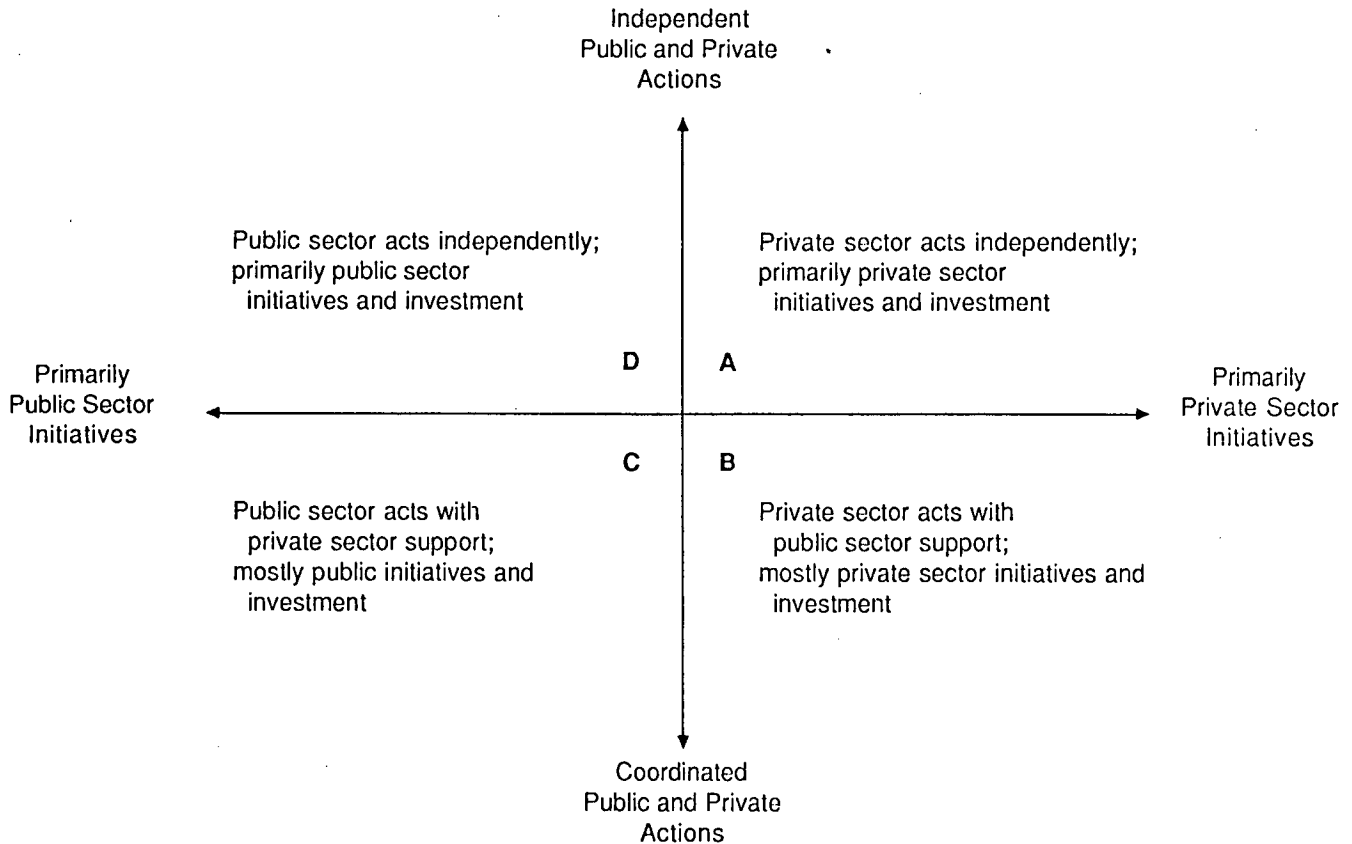 Independent
Public and Private
Actions
Public sector acts independently;
primarily public sector
initiatives and investment
Private sector acts independently;
primarily private sector
initiatives and investment
D
A
Primarily
Public Sector
Initiatives
Primarily
Private Sector
Initiatives
C
B
Public sector acts with
private sector support;
mostly public initiatives and
investment
Private sector acts with
public sector support;
mostly private sector initiatives and
investment
Coordinated
Public and Private
Actions